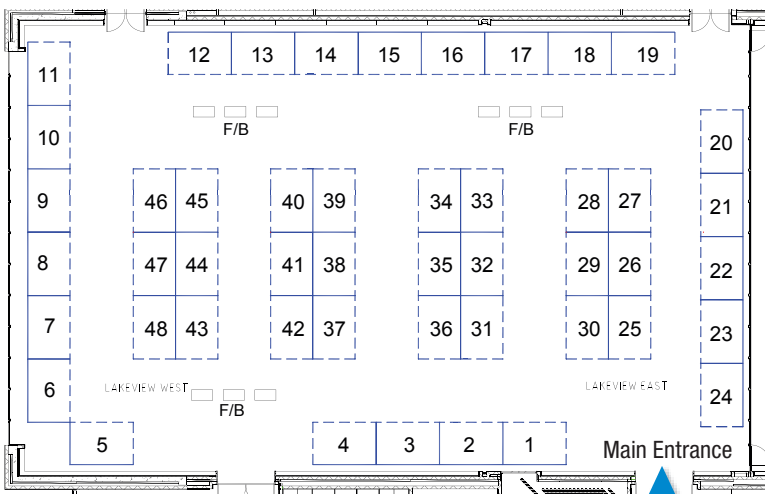 12 13 14 15 16 17 18 19
11
10
F/B F/B
20
9 46 45 40 39 34 33 28 27
21
8 47 44 41 38 35 32 29 26
22
7 48 43 42 37 36 31 30 25
23
6
LAKEVIEW WEST
LAKEVIEW EAST
24
F/B
5 4 3 2 1
Main Entrance